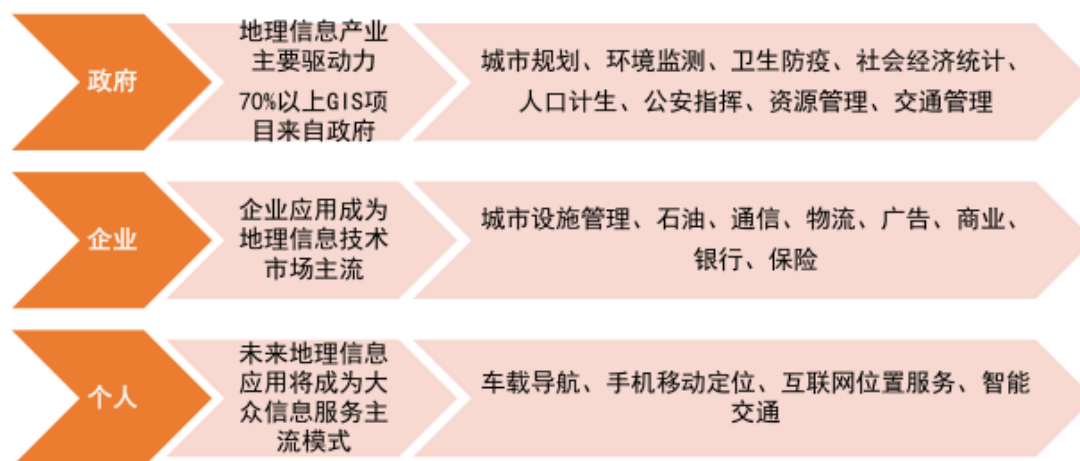 政府
地理信息产业
主要驱动力
70%以上GIS项
目来自政府
城市规划、环境监测、卫生防疫、社会经济统计、
人口计生、公安指挥、资源管理、交通管理
企业
企业应用成为
地理信息技术
市场主流
城市设施管理、石油、通信、物流、广告、商业、
银行、保险
个人
未来地理信息
应用将成为大
众信息服务主
流模式
车载导航、手机移动定位、互联网位置服务、智能
交通